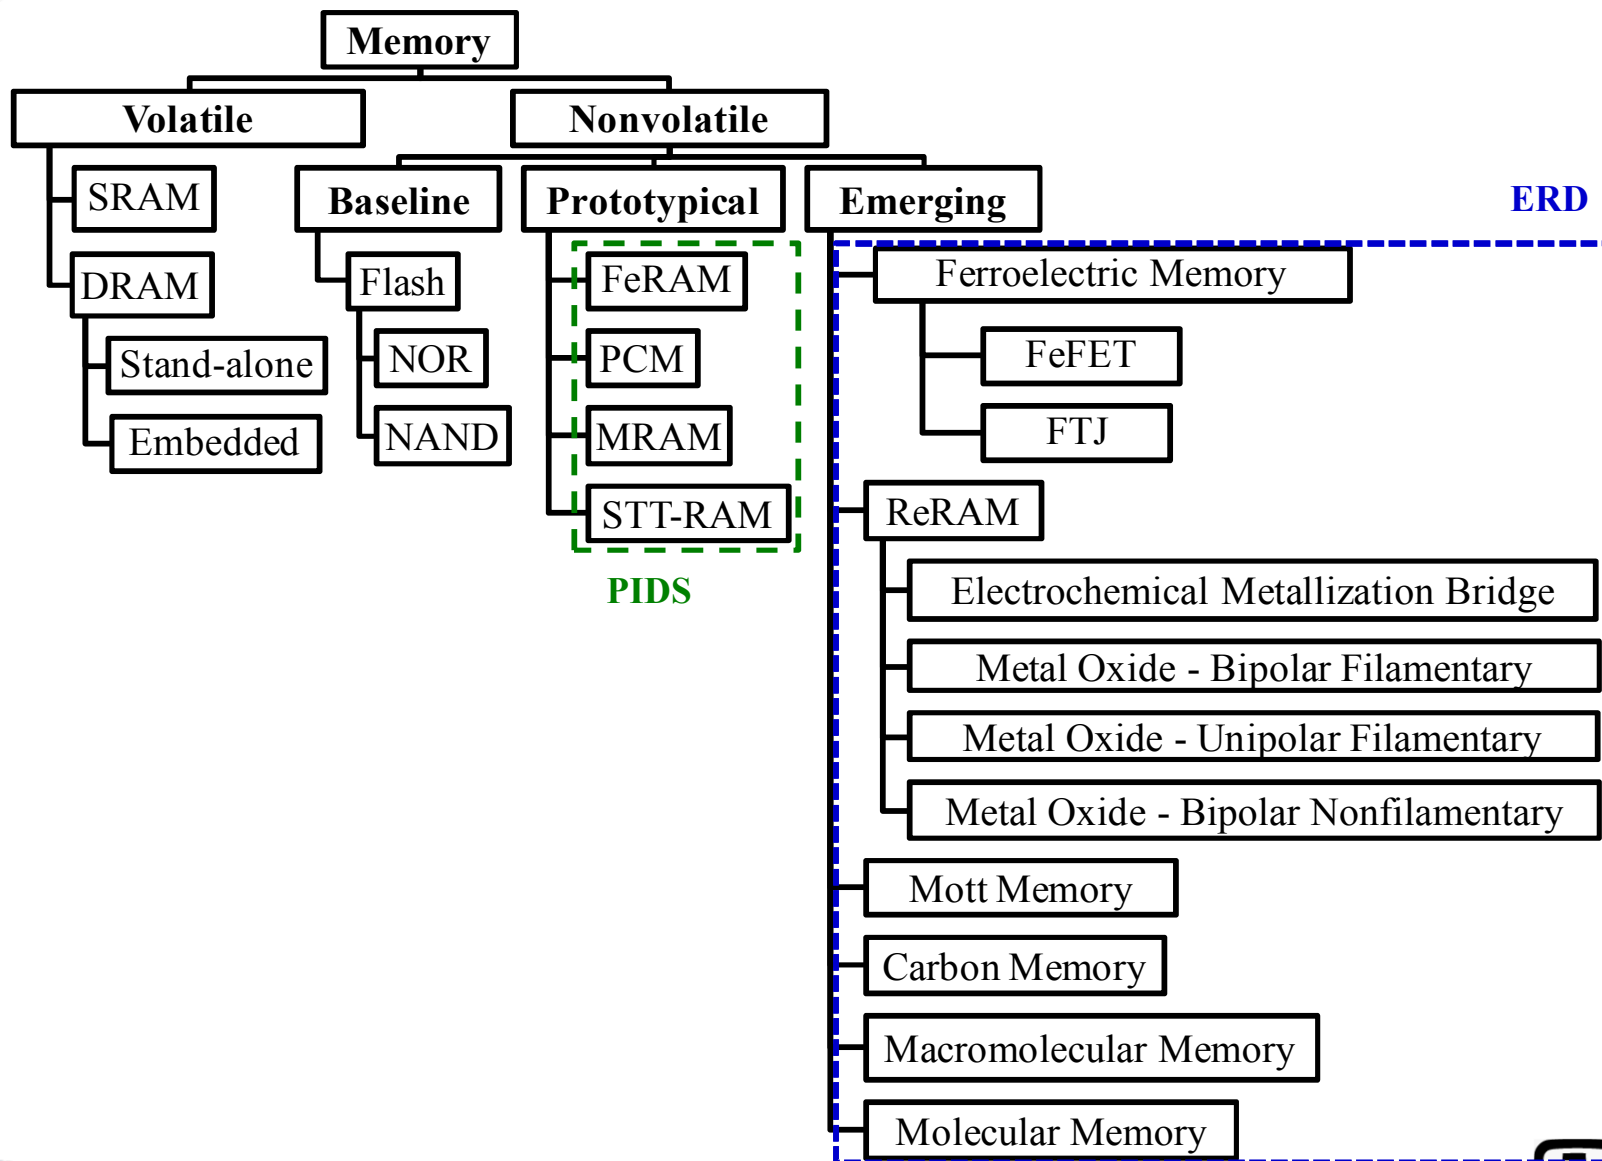 Memory
Volatile
Nonvolatile
SRAM
DRAM
Stand-alone
Embedded
Baseline
Flash
NOR
NAND
Prototypical
FeRAM
PCM
MRAM
STT-RAM
PIDS
Emerging
ERD
Ferroelectric Memory
FeFET
FTJ
ReRAM
Electrochemical Metallization Bridge
Metal Oxide - Bipolar Filamentary
Metal Oxide - Unipolar Filamentary
Metal Oxide - Bipolar Nonfilamentary
Mott Memory
Carbon Memory
Macromolecular Memory
Molecular Memory